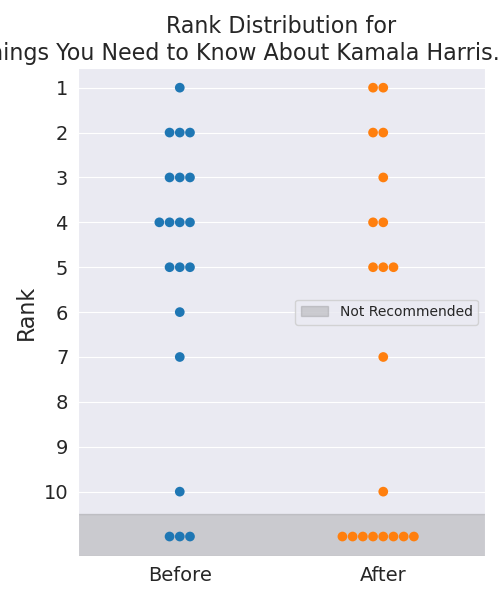 Rank Distribution for
Things You Need to Know About Kamala Harris.
1
2
3
4
5
6
7
8
9
10
Rank
Not Recommended
Before
After